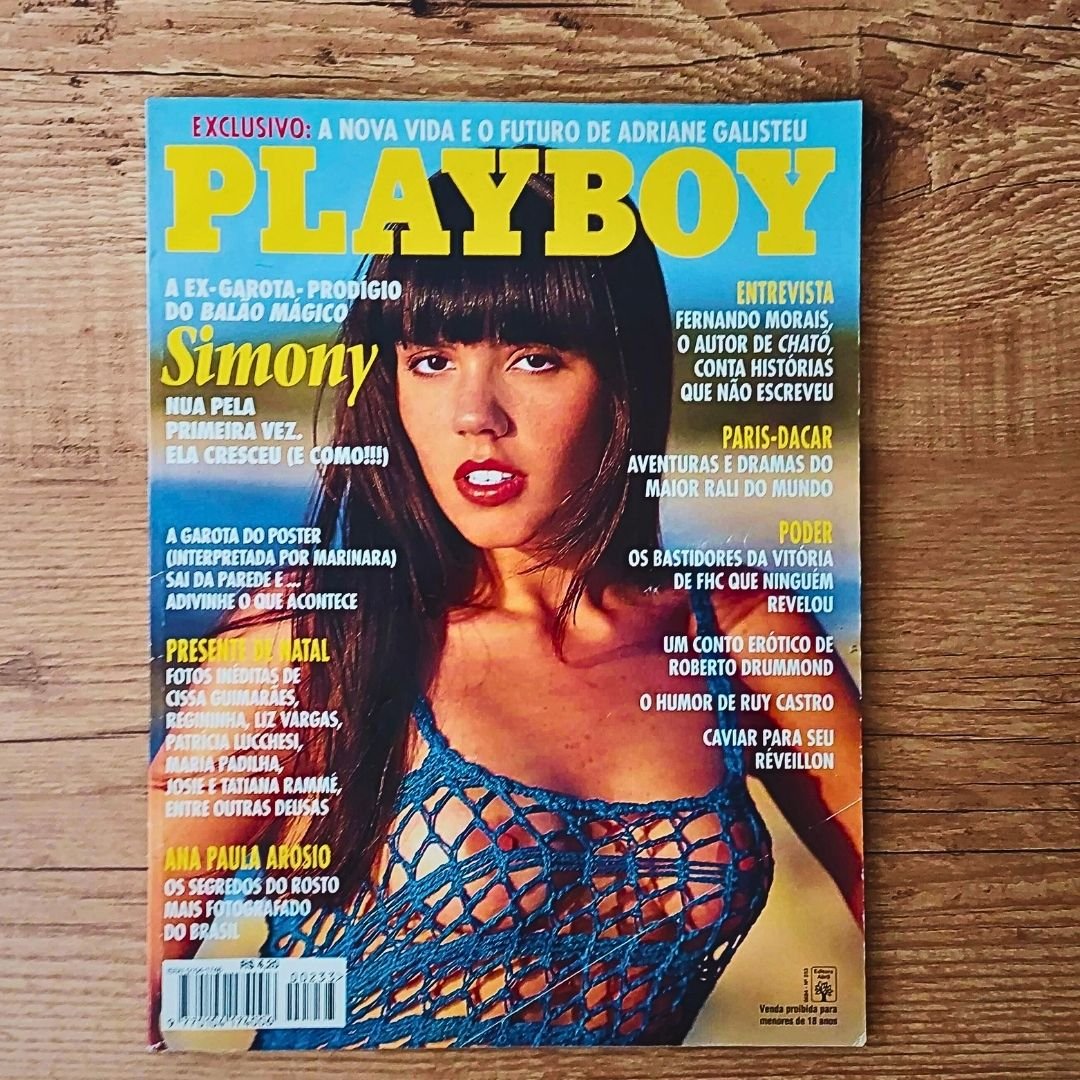 EXCLUSIVO: A NOVA VIDA E O FUTURO DE ADRIANE GALISTEU
PLAYBOY
A EX-GAROTA-PRODÍGIO
DO BALÃO MÁGICO
Simony
NUA PELA
PRIMEIRA VEZ.
ELA CRESCEU (E COMO!!!)
A GAROTA DO POSTER
(INTERPRETADA POR MARINARA)
SAI DA PAREDE E ...
ADIVINHE O QUE ACONTECE
PRESENTE DE NATAL
FOTOS INÉDITAS DE
CISSA GUIMARÃES,
REGININHA, LIZ VARGAS,
PATRÍCIA LUCCHESI,
MARIA PADILHA,
JOSIE E TATIANA RAMMÉ,
ENTRE OUTRAS DEUSAS
ANA PAULA ARÓSIO
OS SEGREDOS DO ROSTO
MAIS FOTOGRAFADO
DO BRASIL
R$ 4,20
00233
ENTREVISTA
FERNANDO MORAIS,
O AUTOR DE CHATÔ,
CONTA HISTÓRIAS
QUE NÃO ESCREVEU
PARIS-DACAR
AVENTURAS E DRAMAS DO
MAIOR RALI DO MUNDO
PODER
OS BASTIDORES DA VITÓRIA
DE FHC QUE NINGUÉM
REVELOU
UM CONTO ERÓTICO DE
ROBERTO DRUMMOND
O HUMOR DE RUY CASTRO
CAVIAR PARA SEU
RÉVEILLON
Editora
Abril
Venda proibida para
menores de 18 anos